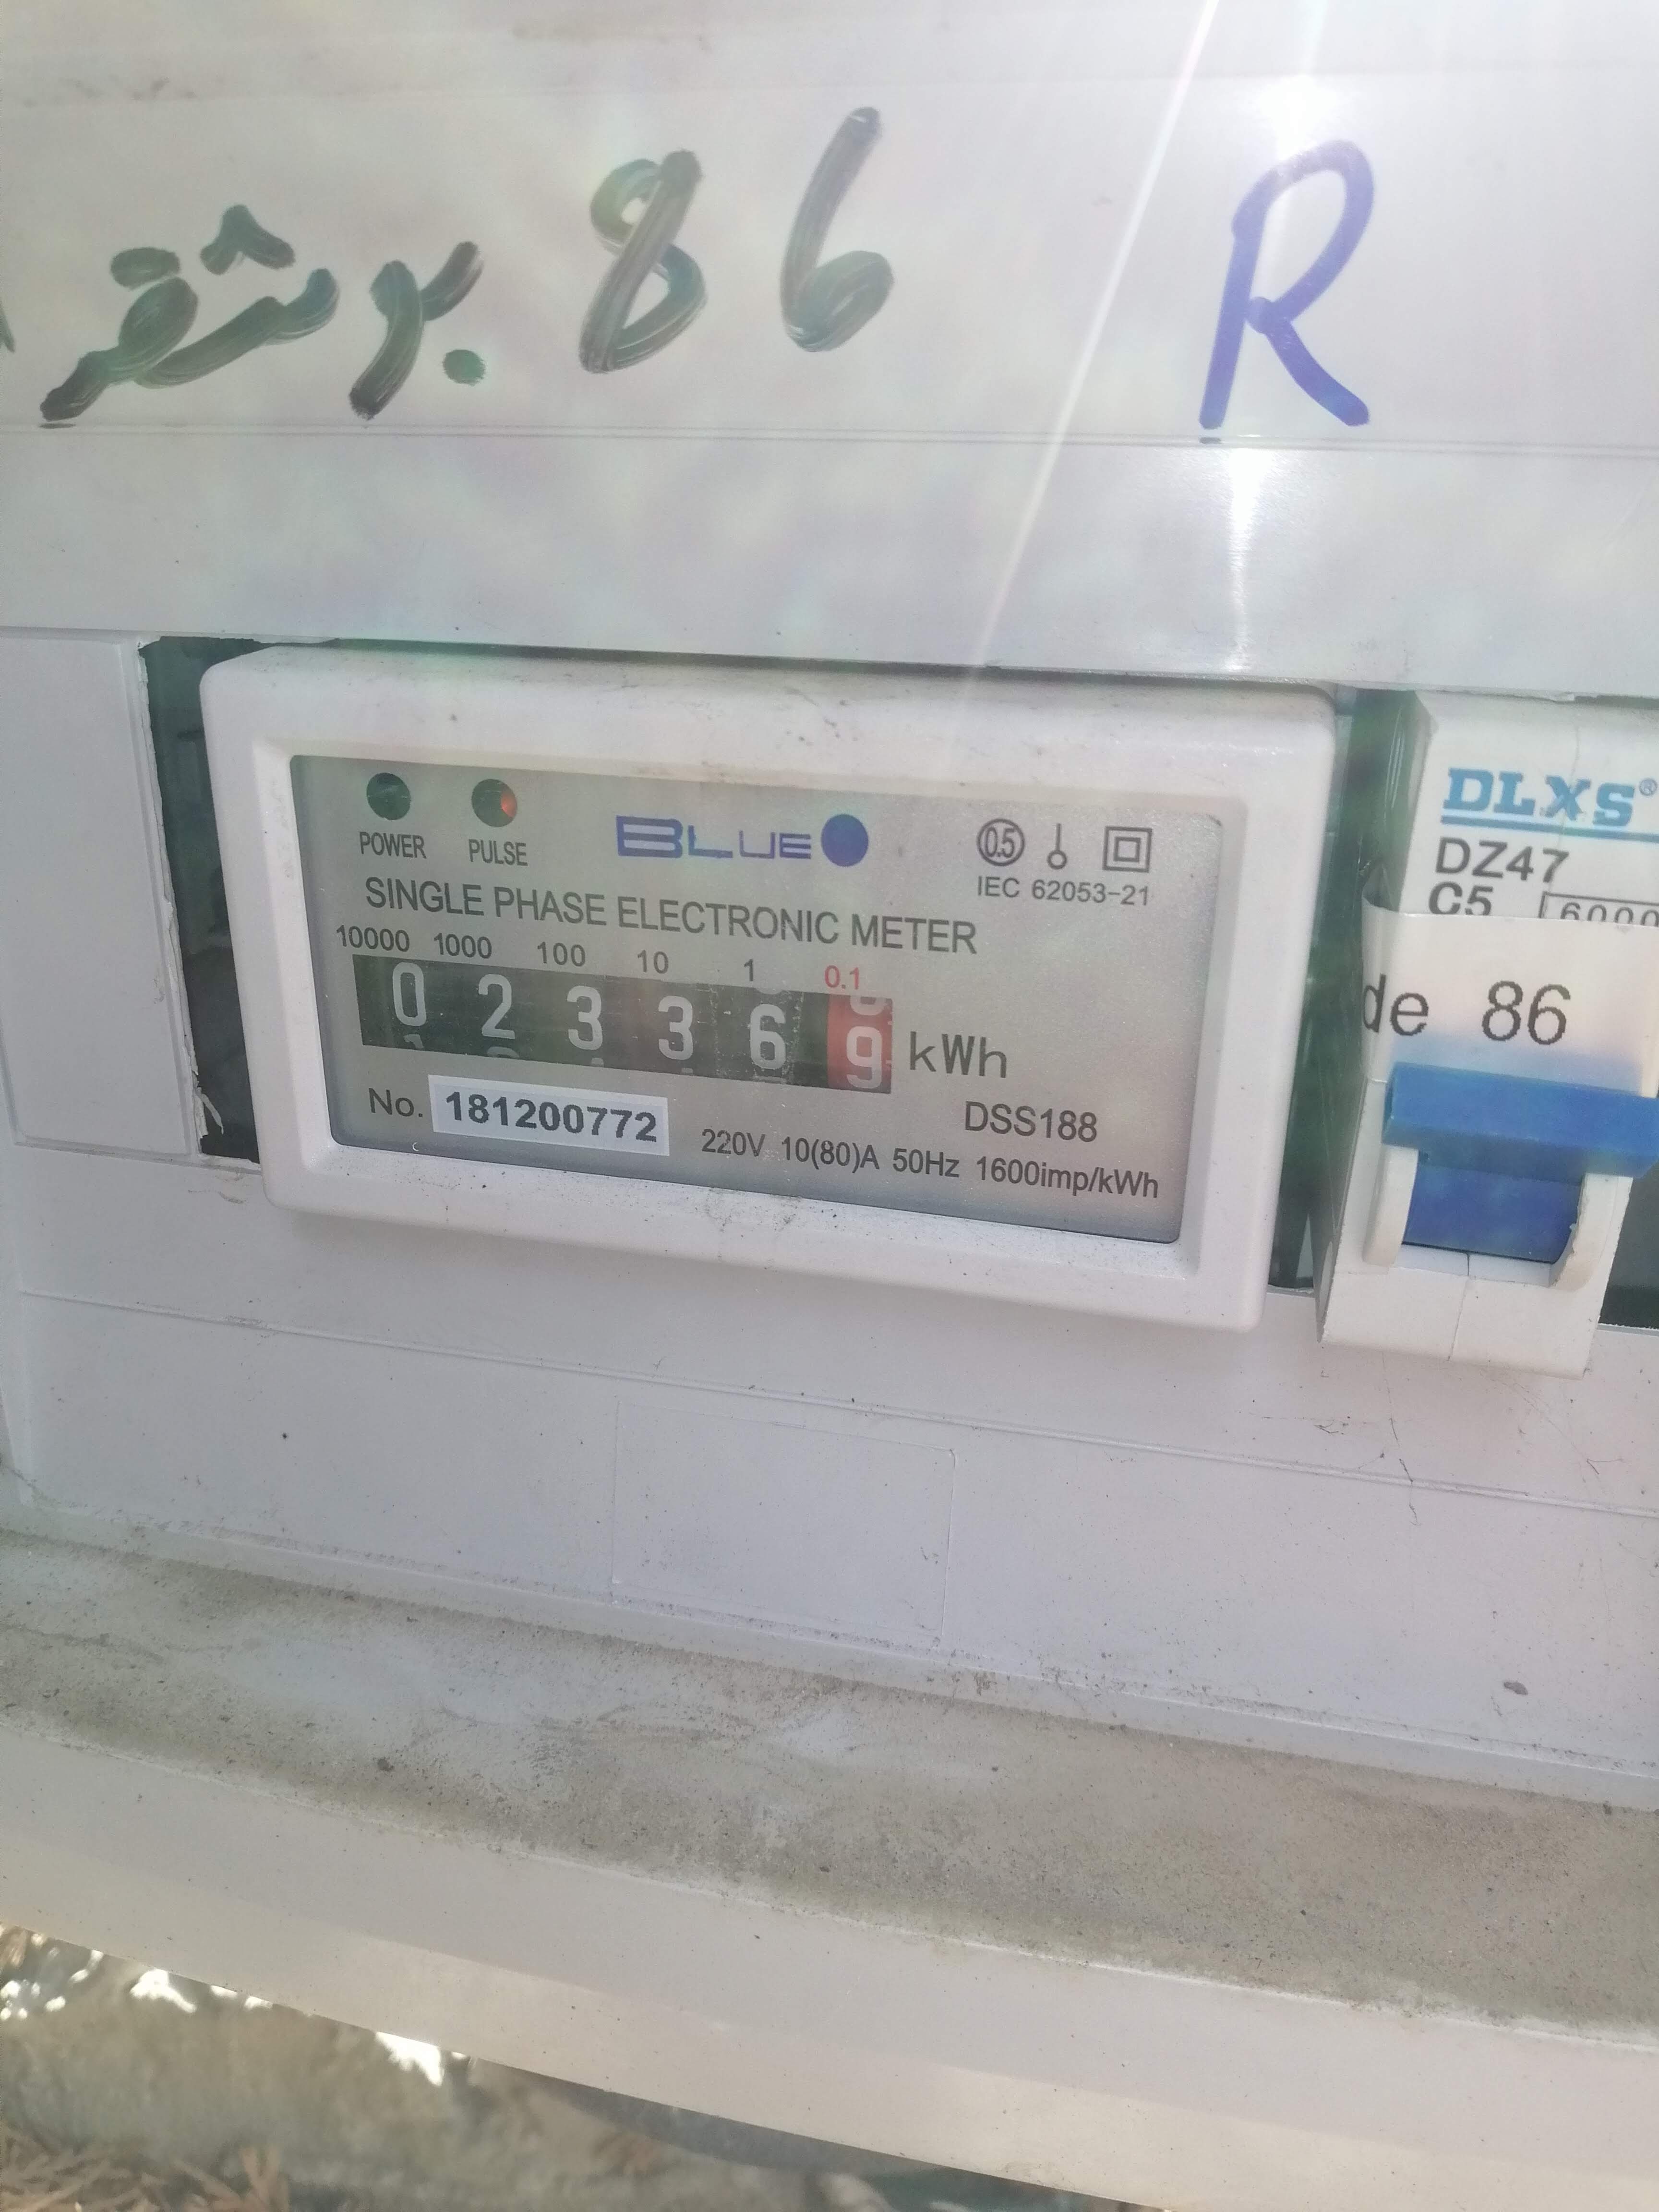 86 R
POWER PULSE
BLUE
0.5
IEC 62053-21
SINGLE PHASE ELECTRONIC METER
10000 1000 100 10 1 0.1
0 2 3 3 6 9 kWh
No. 181200772
DSS188
220V 10(80)A 50Hz 1600imp/kWh
DLXS®
DZ47
C5
6000
de 86